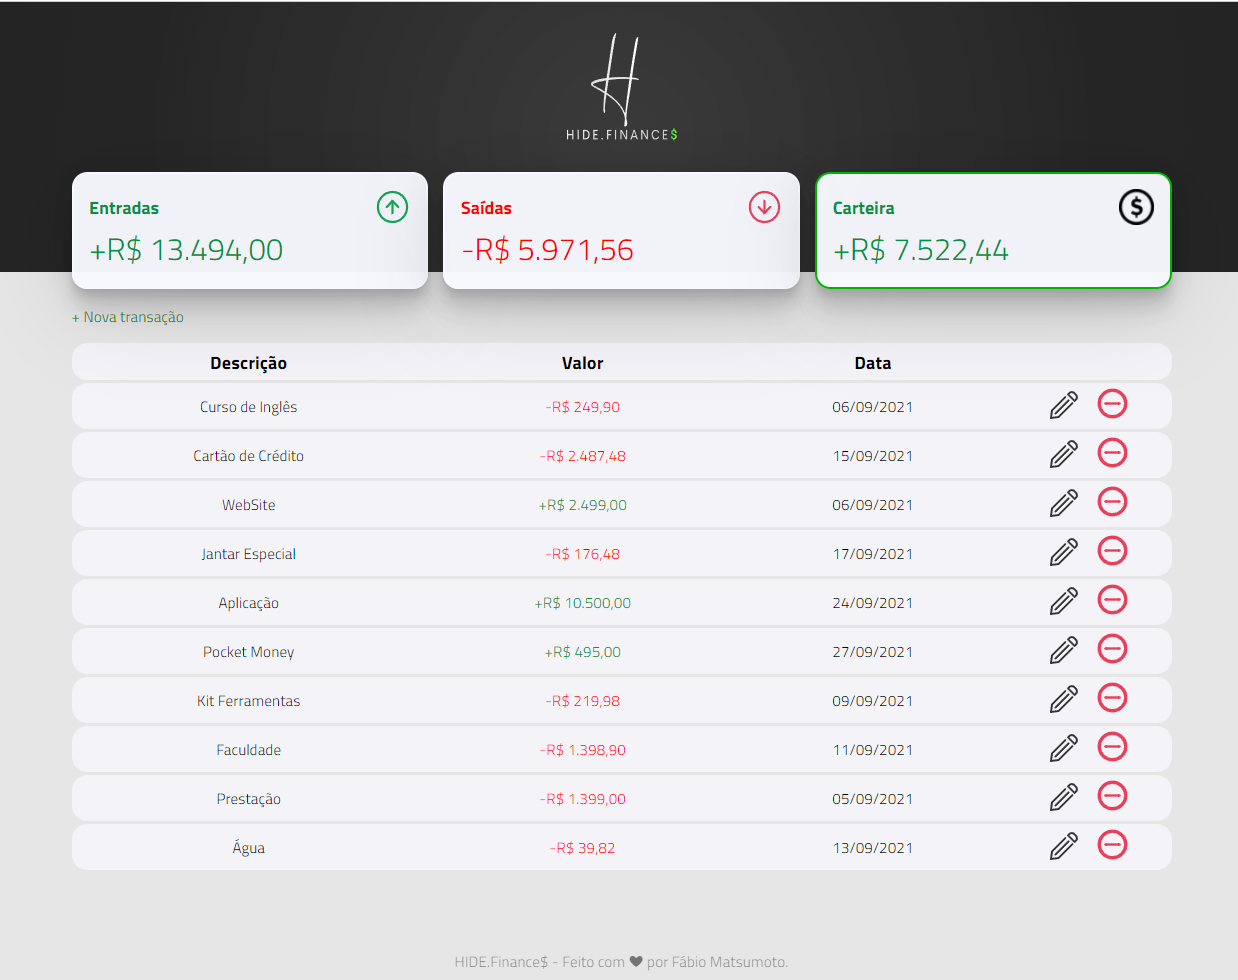 H
HIDE.FINANCE$
Entradas
+R$ 13.494,00
Saídas
-R$ 5.971,56
Carteira
$
+R$ 7.522,44
+ Nova transação
Descrição Valor Data
Curso de Inglês -R$ 249,90 06/09/2021
Cartão de Crédito -R$ 2.487,48 15/09/2021
WebSite +R$ 2.499,00 06/09/2021
Jantar Especial -R$ 176,48 17/09/2021
Aplicação +R$ 10.500,00 24/09/2021
Pocket Money +R$ 495,00 27/09/2021
Kit Ferramentas -R$ 219,98 09/09/2021
Faculdade -R$ 1.398,90 11/09/2021
Prestação -R$ 1.399,00 05/09/2021
Água -R$ 39,82 13/09/2021
HIDE.Finance$ - Feito com ♥ por Fábio Matsumoto.